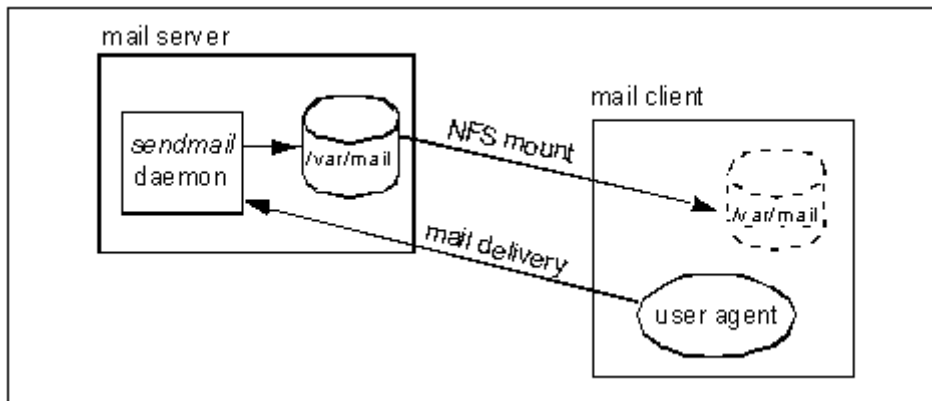 mail server
mail client
NFS mount
sendmail
daemon
/var/mail
/var/mail
mail delivery
user agent